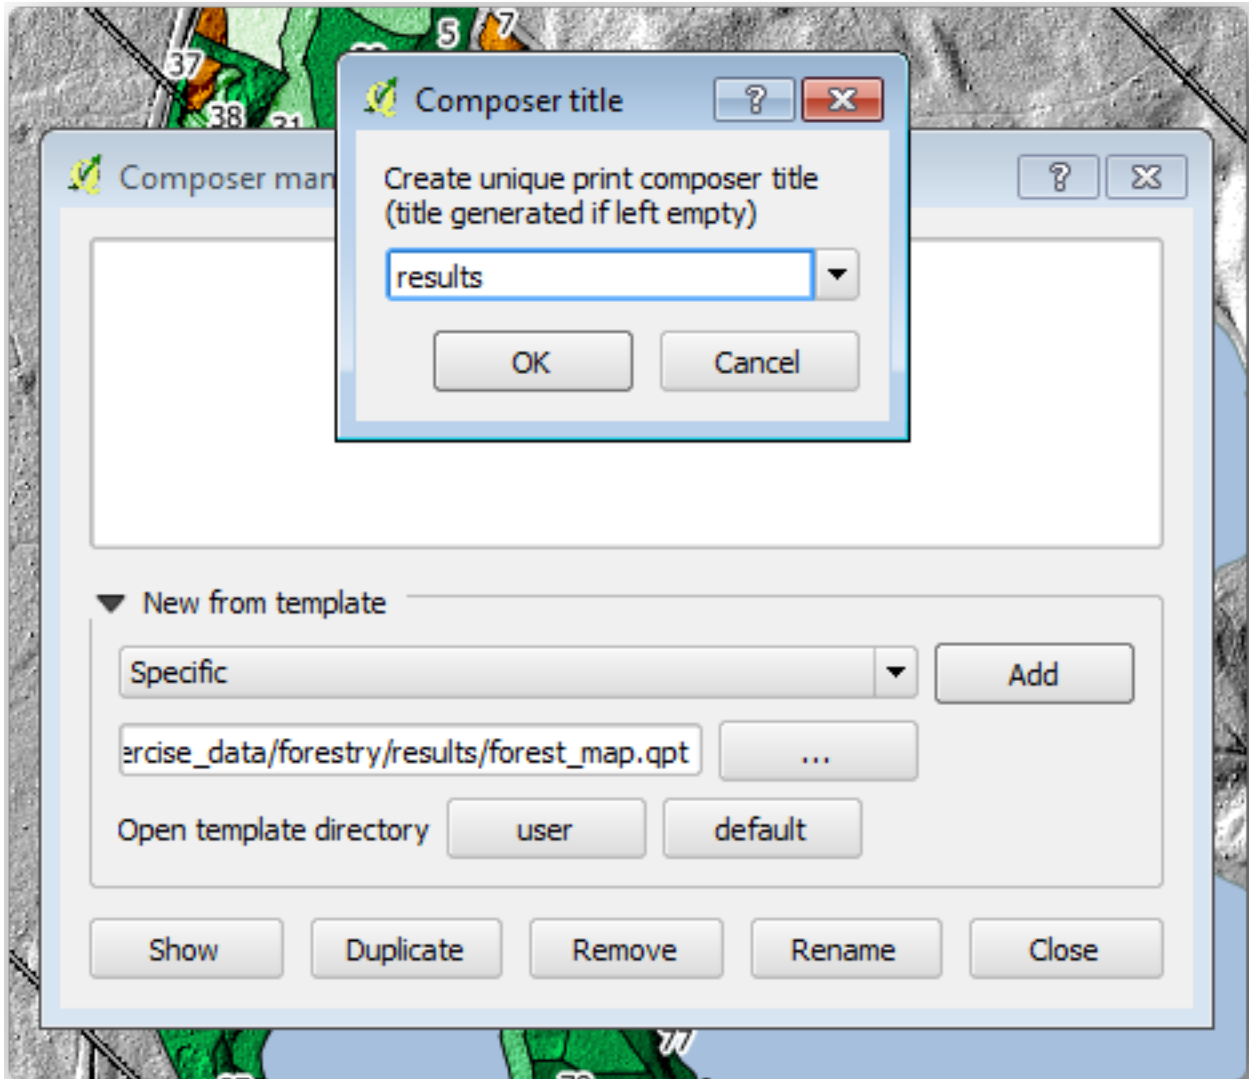 5
7
37
38
Composer title
Composer man
Create unique print composer title
(title generated if left empty)
results
OK
Cancel
New from template
Specific
Add
ercise_data/forestry/results/forest_map.qpt
...
Open template directory
user
default
Show
Duplicate
Remove
Rename
Close
77